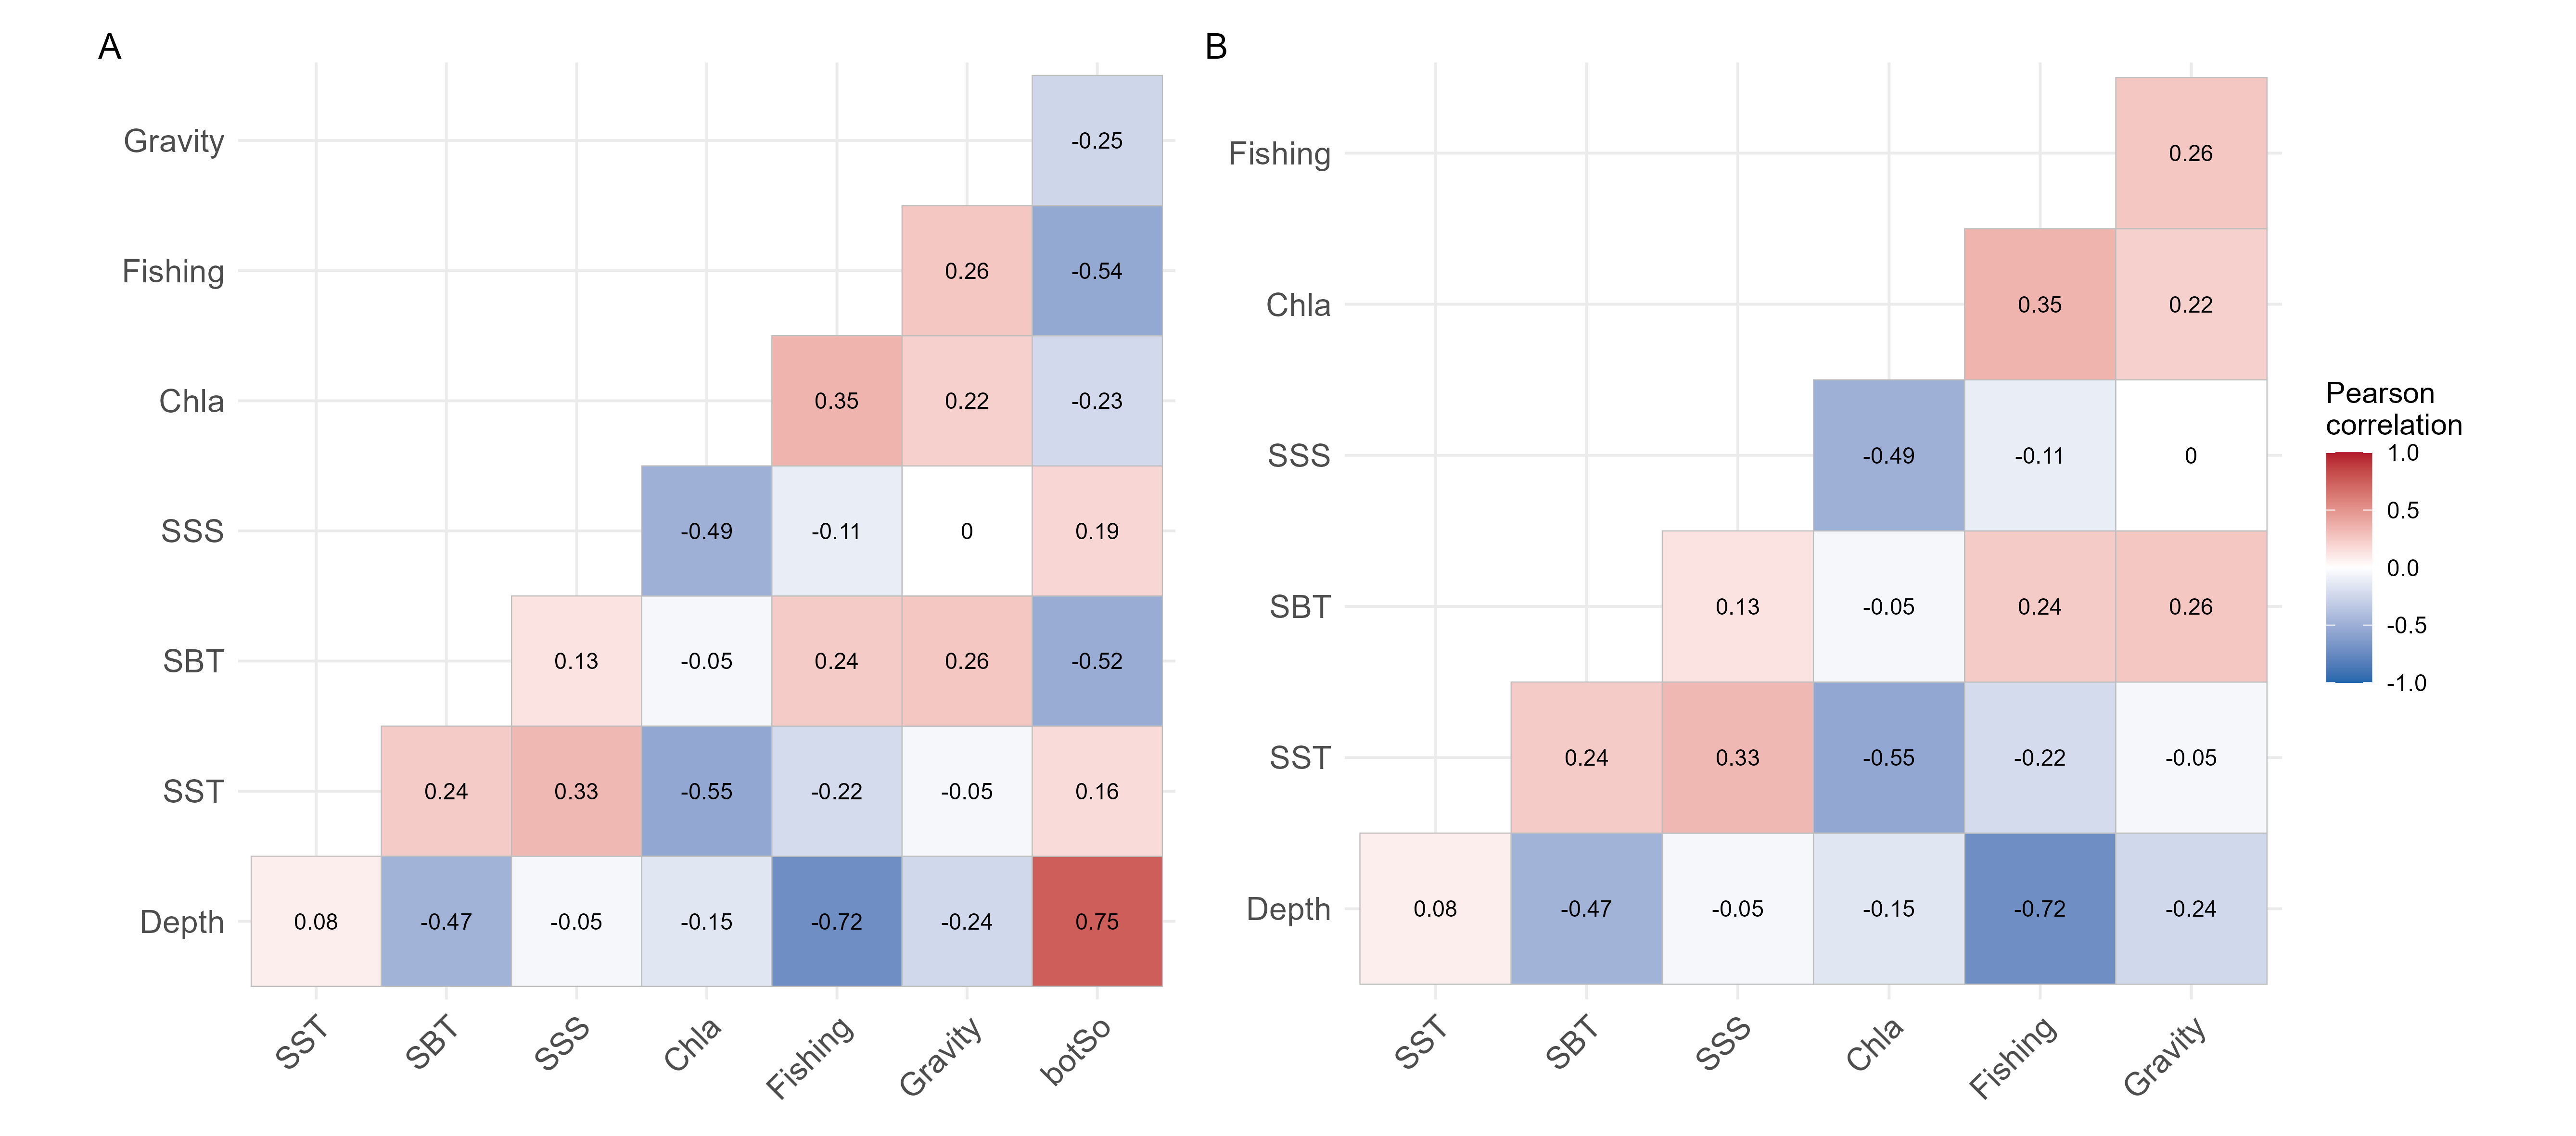 A
Gravity -0.25
Fishing 0.26 -0.54
Chla 0.35 0.22 -0.23
SSS -0.49 -0.11 0 0.19
SBT 0.13 -0.05 0.24 0.26 -0.52
SST 0.24 0.33 -0.55 -0.22 -0.05 0.16
Depth 0.08 -0.47 -0.05 -0.15 -0.72 -0.24 0.75
SST SBT SSS Chla Fishing Gravity botSo
B
Fishing 0.26
Chla 0.35 0.22
SSS -0.49 -0.11 0
SBT 0.13 -0.05 0.24 0.26
SST 0.24 0.33 -0.55 -0.22 -0.05
Depth 0.08 -0.47 -0.05 -0.15 -0.72 -0.24
SST SBT SSS Chla Fishing Gravity
Pearson
correlation
1.0
0.5
0.0
-0.5
-1.0